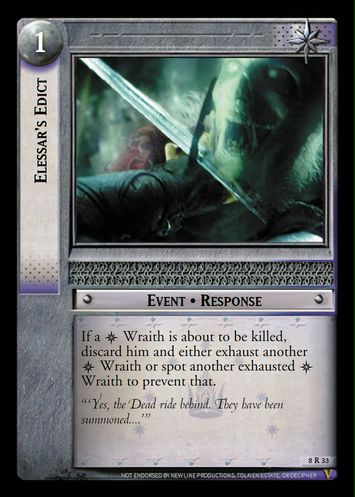 1
ELESSAR'S EDICT
EVENT • RESPONSE
If a Wraith is about to be killed,
discard him and either exhaust another
Wraith or spot another exhausted
Wraith to prevent that.
"'Yes, the Dead ride behind. They have been
summoned....'"
8 R 33
NOT ENDORSED BY NEW LINE PRODUCTIONS, TOLKIEN ESTATE, OR DECIPHER
V